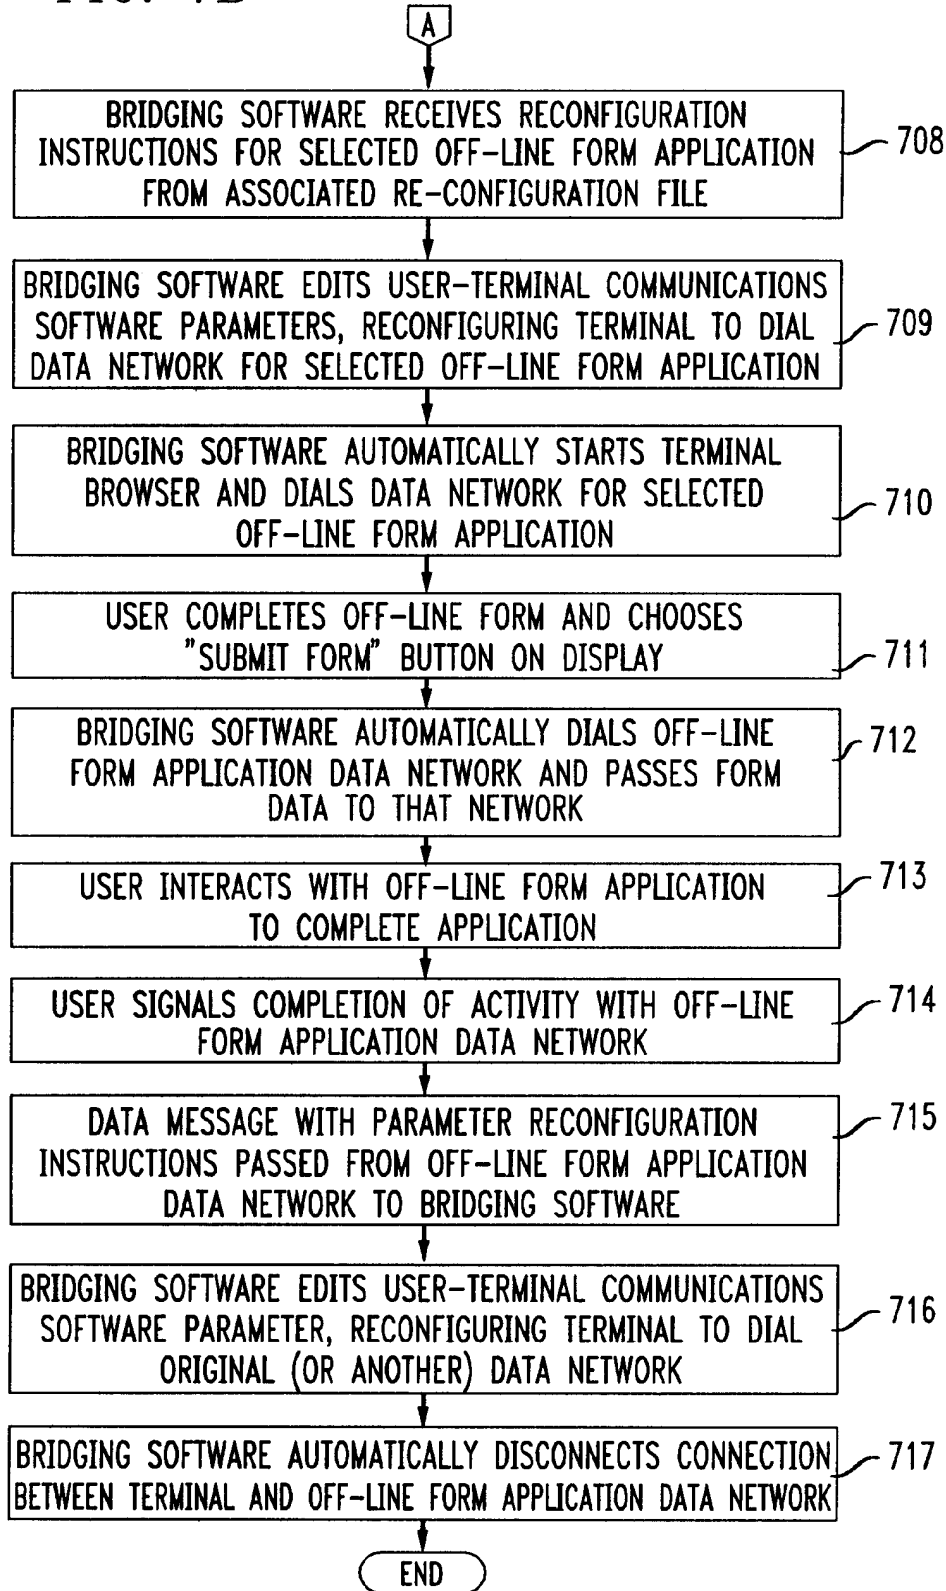 A
BRIDGING SOFTWARE RECEIVES RECONFIGURATION
INSTRUCTIONS FOR SELECTED OFF-LINE FORM APPLICATION
FROM ASSOCIATED RE-CONFIGURATION FILE
708
BRIDGING SOFTWARE EDITS USER-TERMINAL COMMUNICATIONS
SOFTWARE PARAMETERS, RECONFIGURING TERMINAL TO DIAL
DATA NETWORK FOR SELECTED OFF-LINE FORM APPLICATION
709
BRIDGING SOFTWARE AUTOMATICALLY STARTS TERMINAL
BROWSER AND DIALS DATA NETWORK FOR SELECTED
OFF-LINE FORM APPLICATION
710
USER COMPLETES OFF-LINE FORM AND CHOOSES
"SUBMIT FORM" BUTTON ON DISPLAY
711
BRIDGING SOFTWARE AUTOMATICALLY DIALS OFF-LINE
FORM APPLICATION DATA NETWORK AND PASSES FORM
DATA TO THAT NETWORK
712
USER INTERACTS WITH OFF-LINE FORM APPLICATION
TO COMPLETE APPLICATION
713
USER SIGNALS COMPLETION OF ACTIVITY WITH OFF-LINE
FORM APPLICATION DATA NETWORK
714
DATA MESSAGE WITH PARAMETER RECONFIGURATION
INSTRUCTIONS PASSED FROM OFF-LINE FORM APPLICATION
DATA NETWORK TO BRIDGING SOFTWARE
715
BRIDGING SOFTWARE EDITS USER-TERMINAL COMMUNICATIONS
SOFTWARE PARAMETER, RECONFIGURING TERMINAL TO DIAL
ORIGINAL (OR ANOTHER) DATA NETWORK
716
BRIDGING SOFTWARE AUTOMATICALLY DISCONNECTS CONNECTION
BETWEEN TERMINAL AND OFF-LINE FORM APPLICATION DATA NETWORK
717
END